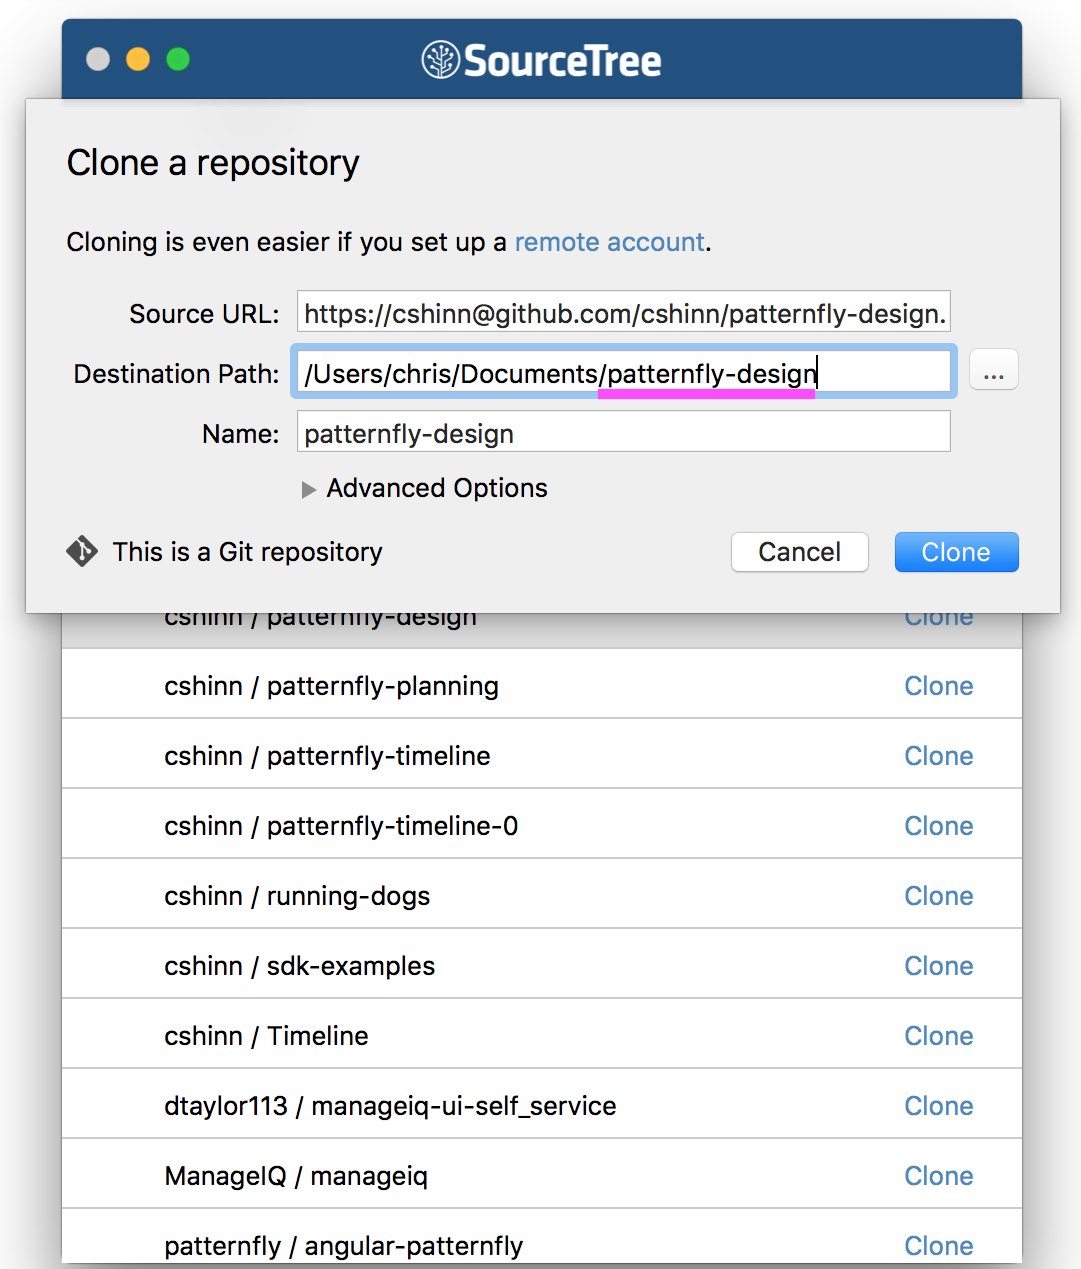 SourceTree
Clone a repository
Cloning is even easier if you set up a remote account.
Source URL: https://cshinn@github.com/cshinn/patternfly-design.
Destination Path: /Users/chris/Documents/patternfly-design ...
Name: patternfly-design
Advanced Options
This is a Git repository Cancel Clone
cshinn / patternfly-design Clone
cshinn / patternfly-planning Clone
cshinn / patternfly-timeline Clone
cshinn / patternfly-timeline-0 Clone
cshinn / running-dogs Clone
cshinn / sdk-examples Clone
cshinn / Timeline Clone
dtaylor113 / manageiq-ui-self_service Clone
ManageIQ / manageiq Clone
patternfly / angular-patternfly Clone